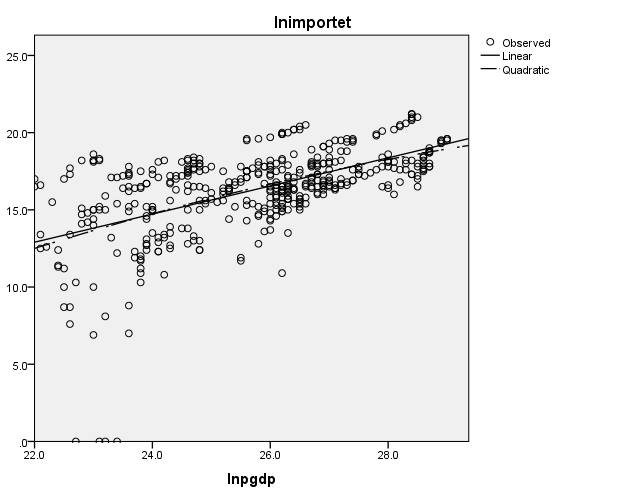 lnimportet
Observed
Linear
Quadratic
25.0
20.0
15.0
10.0
5.0
.0
22.0 24.0 26.0 28.0
lnpgdp